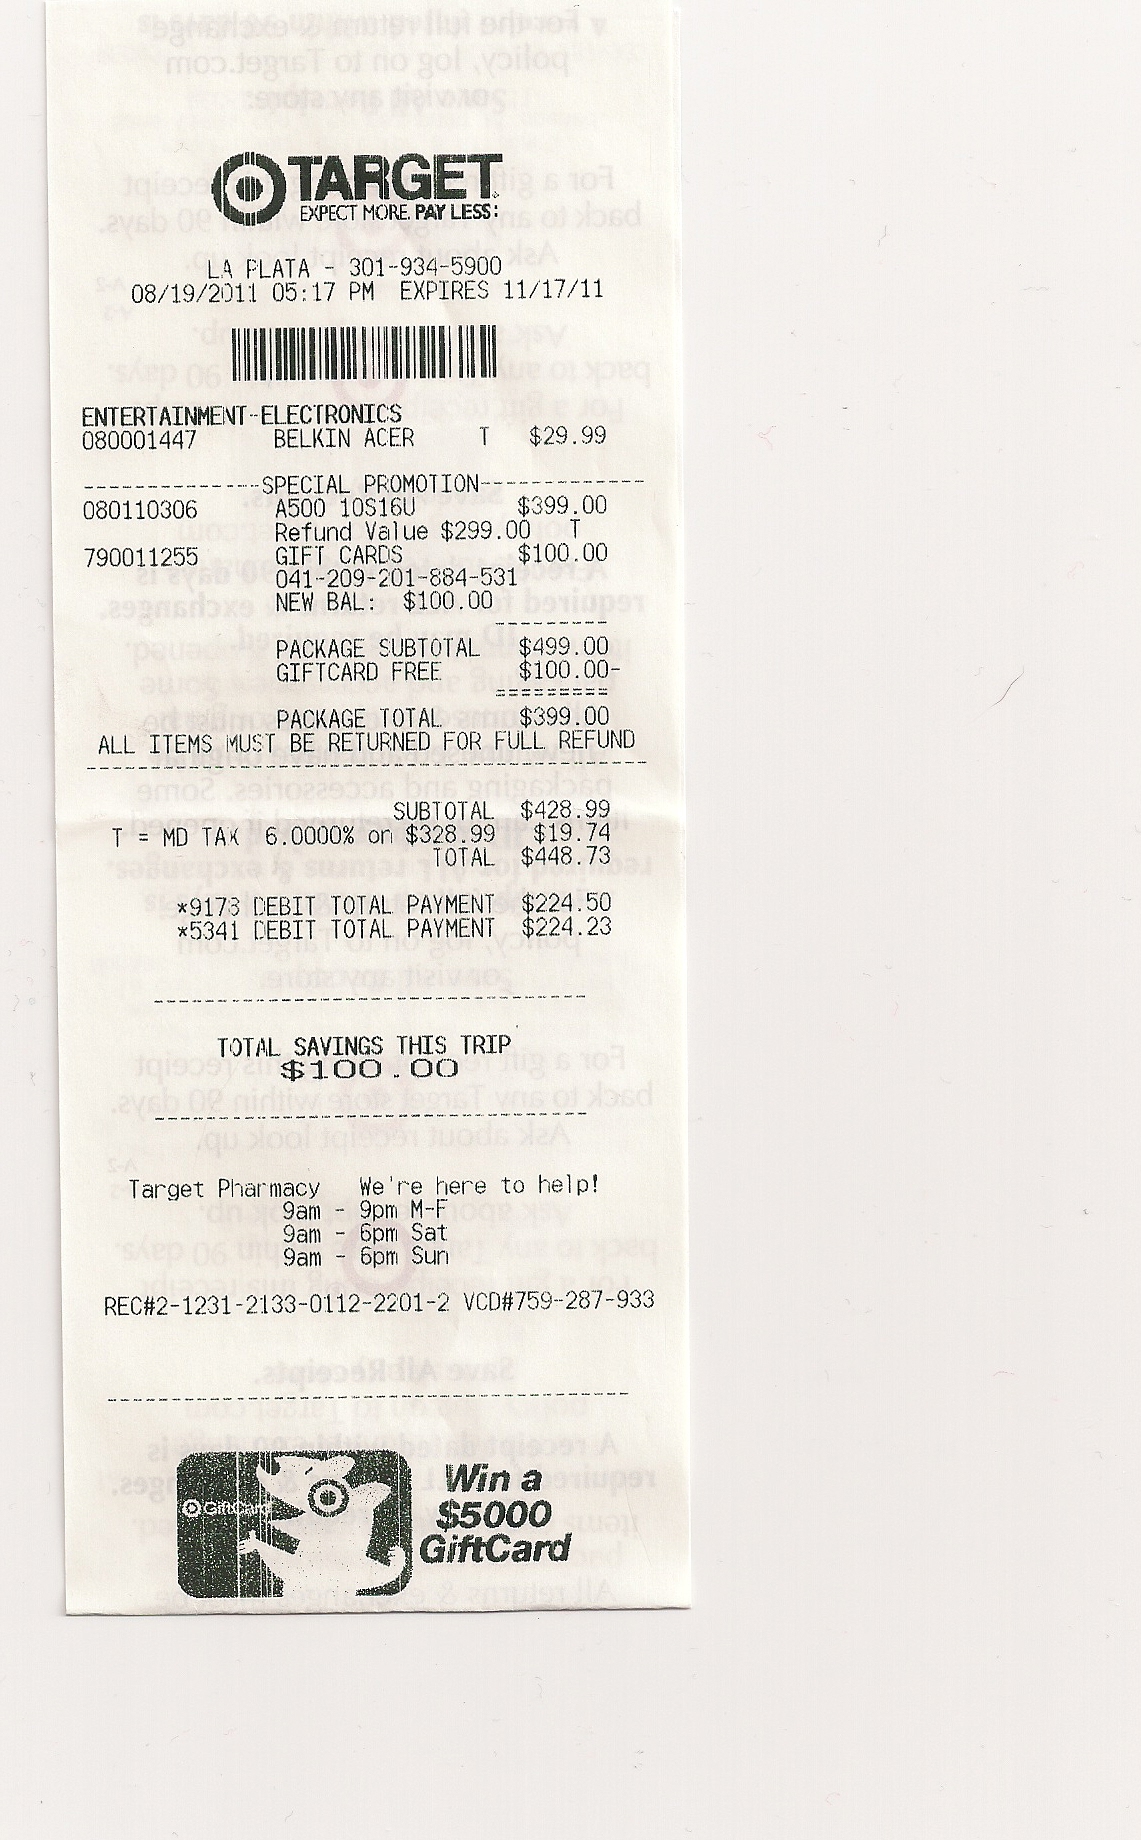 TARGET
EXPECT MORE. PAY LESS.
LA PLATA - 301-934-5900
08/19/2011 05:17 PM EXPIRES 11/17/11
ENTERTAINMENT-ELECTRONICS
080001447 BELKIN ACER T $29.99
--------------SPECIAL PROMOTION-------------
080110306 A500 10S16U $399.00
Refund Value $299.00 T
790011255 GIFT CARDS $100.00
041-209-201-884-531
NEW BAL: $100.00
PACKAGE SUBTOTAL $499.00
GIFTCARD FREE $100.00-
PACKAGE TOTAL $399.00
ALL ITEMS MUST BE RETURNED FOR FULL REFUND
SUBTOTAL $428.99
T = MD TAX 6.0000% on $328.99 $19.74
TOTAL $448.73
*9173 DEBIT TOTAL PAYMENT $224.50
*5341 DEBIT TOTAL PAYMENT $224.23
TOTAL SAVINGS THIS TRIP
$100.00
Target Pharmacy We're here to help!
9am - 9pm M-F
9am - 6pm Sat
9am - 6pm Sun
REC#2-1231-2133-0112-2201-2 VCD#759-287-933
GiftCard
Win a
$5000
GiftCard